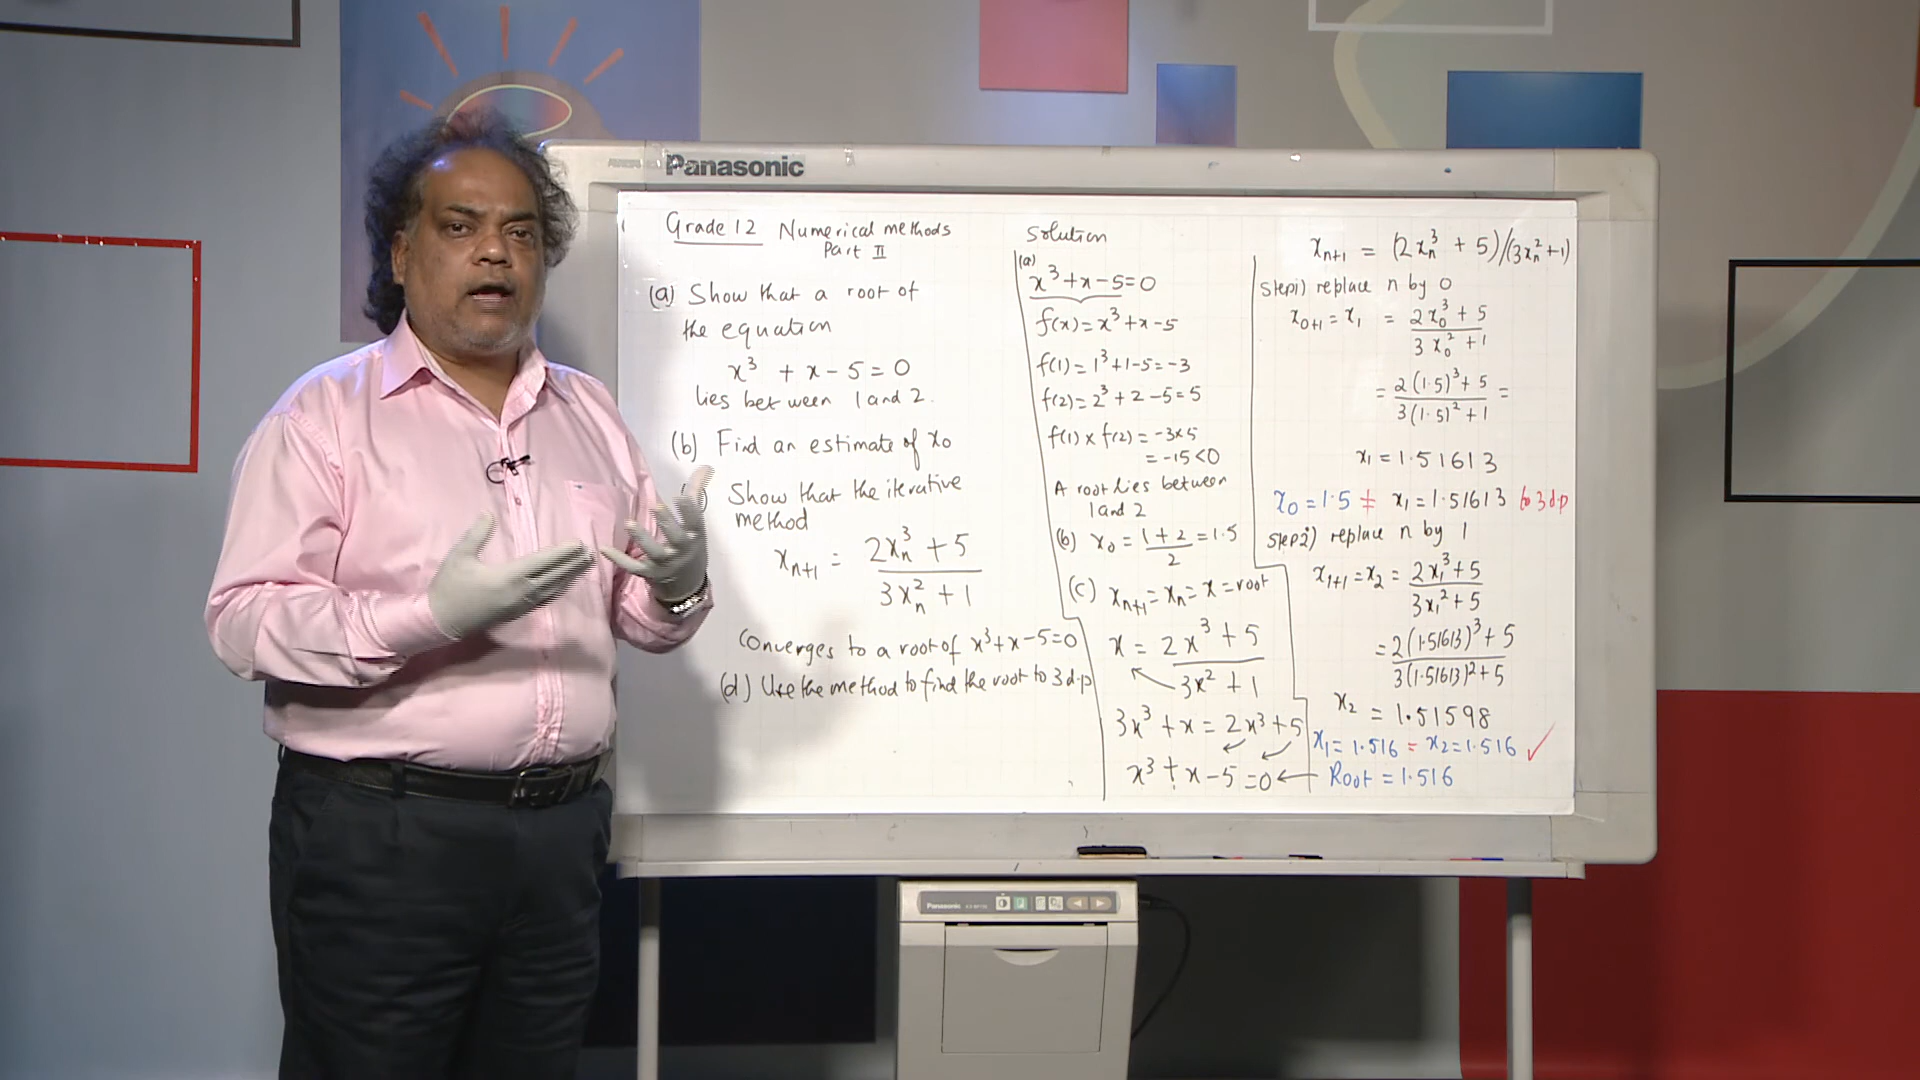 Panasonic
Grade 12 Numerical methods
Part II
(a) Show that a root of
the equation
x³ + x - 5 = 0
lies between 1 and 2.
(b) Find an estimate of x₀
) Show that the iterative
method
xₙ₊₁ = (2xₙ³ + 5)/(3xₙ² + 1)
Converges to a root of x³+x-5=0
(d) Use the method to find the root to 3 d.p
Solution
(a)
x³+x-5=0
f(x)=x³+x-5
f(1)=1³+1-5=-3
f(2)=2³+2-5=5
f(1)xf(2)=-3x5
=-15<0
A root lies between
1 and 2
(b) x₀ = (1+2)/2 = 1.5
(c) xₙ₊₁=xₙ=x=root
x = (2x³+5)/(3x²+1)
3x³+x=2x³+5
x³+x-5=0
xₙ₊₁ = (2xₙ³ + 5)/(3xₙ²+1)
Step1) replace n by 0
x₀₊₁=x₁ = (2x₀³+5)/(3x₀²+1)
= (2(1.5)³+5)/(3(1.5)²+1) =
x₁=1.51613
x₀=1.5 ≠ x₁=1.51613 to 3d.p
Step2) replace n by 1
x₁₊₁=x₂ = (2x₁³+5)/(3x₁²+5)
= (2(1.51613)³+5)/(3(1.51613)²+5)
x₂ = 1.51598
x₁=1.516 = x₂=1.516 ✓
Root = 1.516
Panasonic